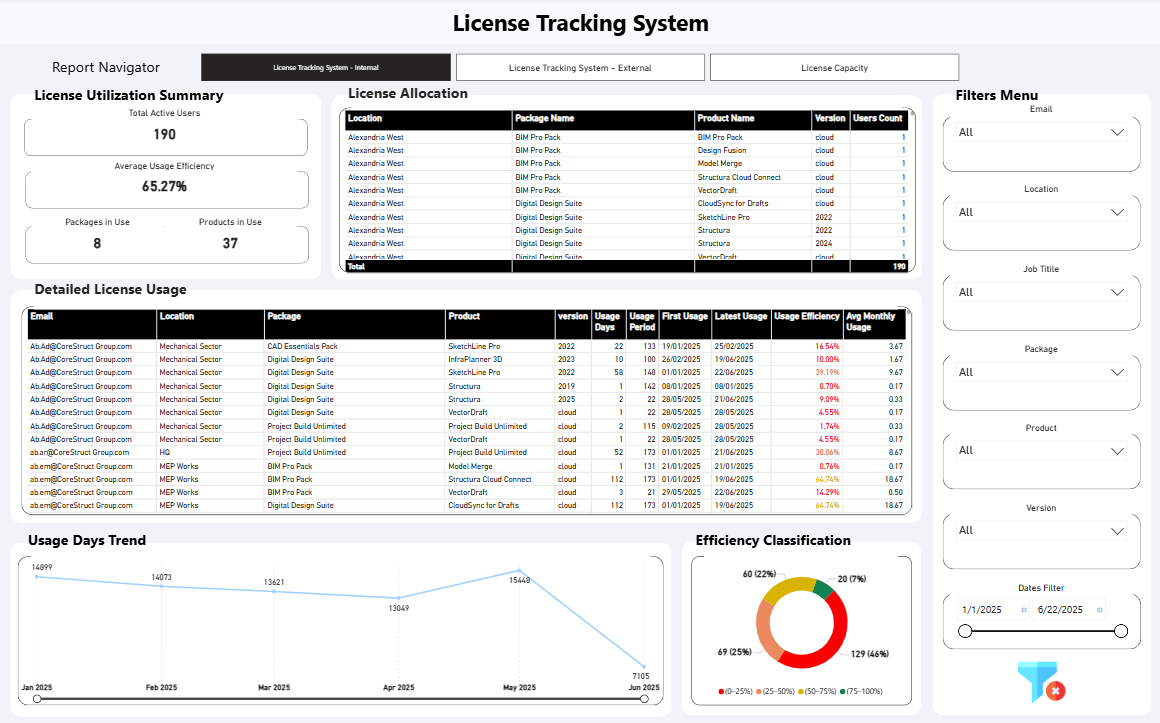 License Tracking System
Report Navigator
License Tracking System - Internal
License Tracking System - External
License Capacity
License Utilization Summary
Total Active Users
190
Average Usage Efficiency
65.27%
Packages in Use Products in Use
8 37
License Allocation
Location Package Name Product Name Version Users Count
Alexandria West BIM Pro Pack BIM Pro Pack cloud 1
Alexandria West BIM Pro Pack Design Fusion cloud 1
Alexandria West BIM Pro Pack Model Merge cloud 1
Alexandria West BIM Pro Pack Structura Cloud Connect cloud 1
Alexandria West BIM Pro Pack VectorDraft cloud 1
Alexandria West Digital Design Suite CloudSync for Drafts cloud 1
Alexandria West Digital Design Suite SketchLine Pro 2022 1
Alexandria West Digital Design Suite Structura 2022 1
Alexandria West Digital Design Suite Structura 2024 1
Alexandria West Digital Design Suite VectorDraft cloud 1
Total 190
Detailed License Usage
Email Location Package Product version Usage Days Usage Period First Usage Latest Usage Usage Efficiency Avg Monthly Usage
Ab.Ad@CoreStruct Group.com Mechanical Sector CAD Essentials Pack SketchLine Pro 2022 22 133 19/01/2025 25/02/2025 16.54% 3.67
Ab.Ad@CoreStruct Group.com Mechanical Sector Digital Design Suite InfraPlanner 3D 2023 10 100 26/02/2025 19/06/2025 10.00% 1.67
Ab.Ad@CoreStruct Group.com Mechanical Sector Digital Design Suite SketchLine Pro 2022 58 148 01/01/2025 22/06/2025 39.19% 9.67
Ab.Ad@CoreStruct Group.com Mechanical Sector Digital Design Suite Structura 2019 1 142 08/01/2025 08/01/2025 0.70% 0.17
Ab.Ad@CoreStruct Group.com Mechanical Sector Digital Design Suite Structura 2025 2 22 28/05/2025 21/06/2025 9.09% 0.33
Ab.Ad@CoreStruct Group.com Mechanical Sector Digital Design Suite VectorDraft cloud 1 22 28/05/2025 28/05/2025 4.55% 0.17
Ab.Ad@CoreStruct Group.com Mechanical Sector Project Build Unlimited Project Build Unlimited cloud 2 115 09/02/2025 28/05/2025 1.74% 0.33
Ab.Ad@CoreStruct Group.com Mechanical Sector Project Build Unlimited VectorDraft cloud 1 22 28/05/2025 28/05/2025 4.55% 0.17
ab.ar@CoreStruct Group.com HQ Project Build Unlimited Project Build Unlimited cloud 52 173 01/01/2025 21/06/2025 30.06% 8.67
ab.em@CoreStruct Group.com MEP Works BIM Pro Pack Model Merge cloud 1 131 21/01/2025 21/01/2025 0.76% 0.17
ab.em@CoreStruct Group.com MEP Works BIM Pro Pack Structura Cloud Connect cloud 112 173 01/01/2025 19/06/2025 64.74% 18.67
ab.em@CoreStruct Group.com MEP Works BIM Pro Pack VectorDraft cloud 3 21 29/05/2025 22/06/2025 14.29% 0.50
ab.em@CoreStruct Group.com MEP Works Digital Design Suite CloudSync for Drafts cloud 112 173 01/01/2025 19/06/2025 64.74% 18.67
Usage Days Trend
14899
14073
13621
13049
15448
7105
Jan 2025 Feb 2025 Mar 2025 Apr 2025 May 2025 Jun 2025
Efficiency Classification
60 (22%)
20 (7%)
69 (25%)
129 (46%)
(0-25%) (25-50%) (50-75%) (75-100%)
Filters Menu
Email
All
Location
All
Job Titile
All
Package
All
Product
All
Version
All
Dates Filter
1/1/2025 6/22/2025